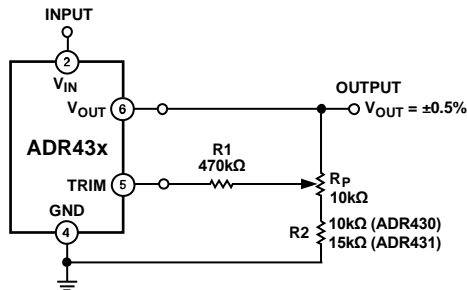 INPUT
2
VIN
VOUT
6
OUTPUT
VOUT = ±0.5%
ADR43x
R1
470kΩ
TRIM
5
RP
10kΩ
GND
4
R2
10kΩ (ADR430)
15kΩ (ADR431)